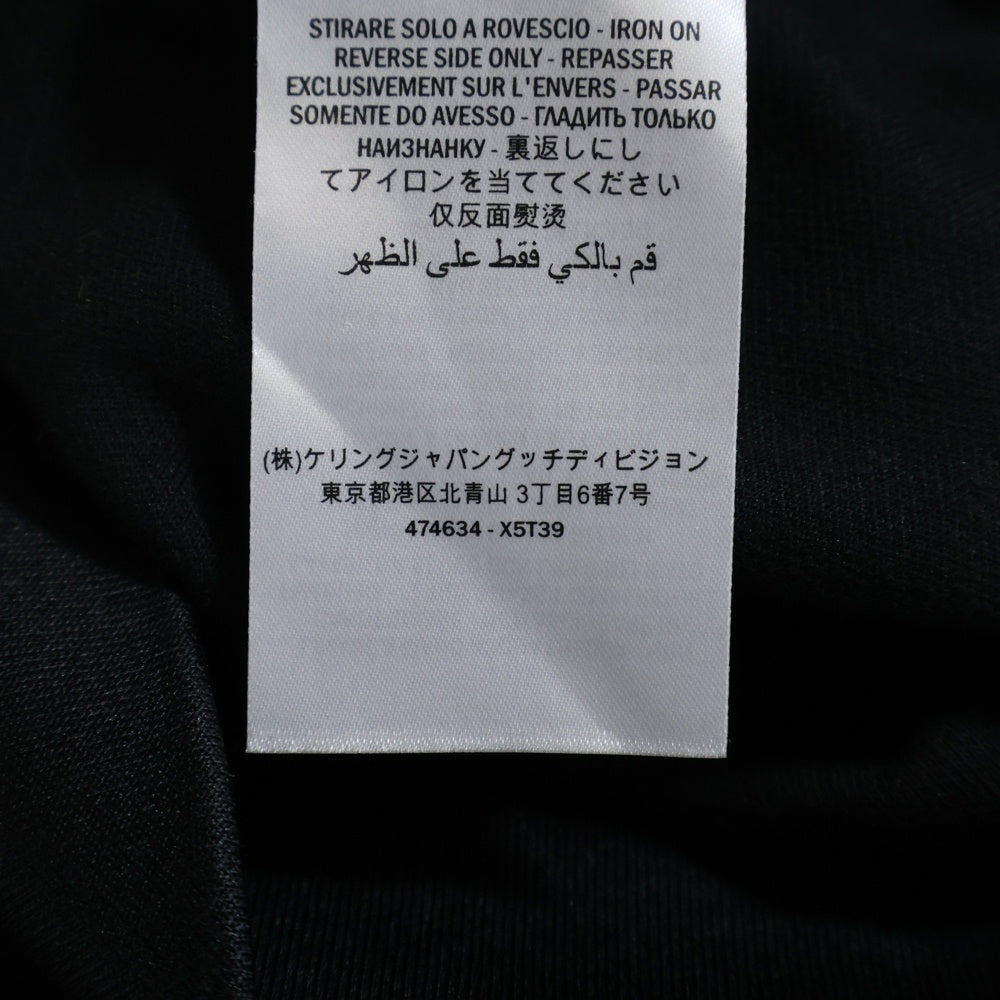 STIRARE SOLO A ROVESCIO - IRON ON
REVERSE SIDE ONLY - REPASSER
EXCLUSIVEMENT SUR L'ENVERS - PASSAR
SOMENTE DO AVESSO - ГЛАДИТЬ ТОЛЬКО
НАИЗНАНКУ - 裏返しにし
てアイロンを当ててください
仅反面熨烫
قم بالكي فقط على الظهر
(株)ケリングジャパングッチディビジョン
東京都港区北青山 3丁目6番7号
474634 - X5T39